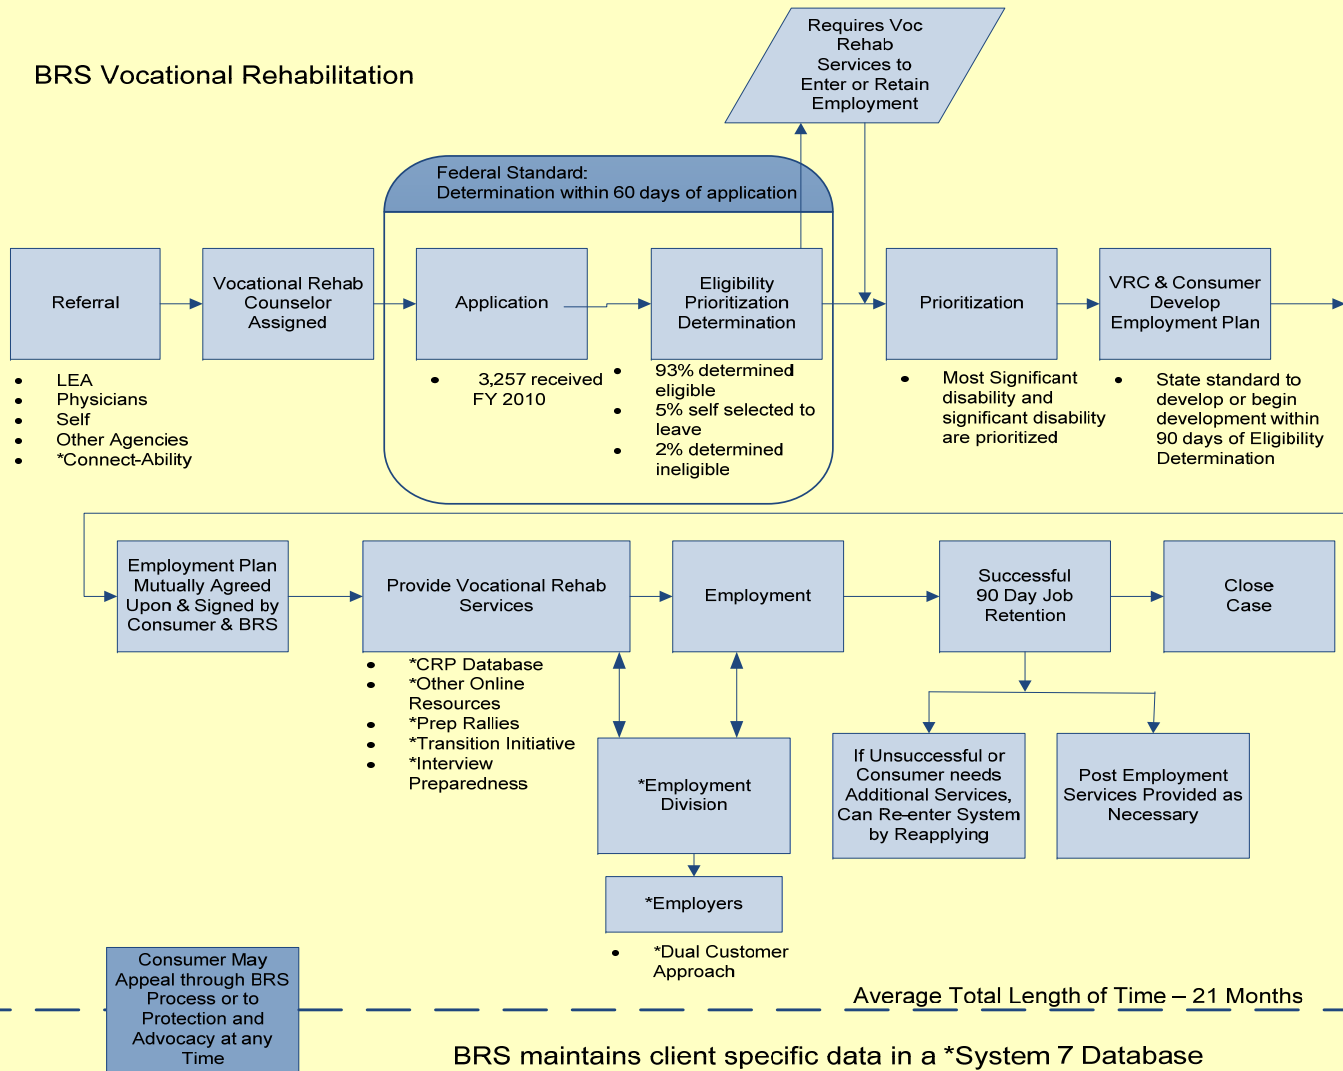 BRS Vocational Rehabilitation
Requires Voc
Rehab
Services to
Enter or Retain
Employment
Federal Standard:
Determination within 60 days of application
Referral
Vocational Rehab
Counselor
Assigned
Application
Eligibility
Prioritization
Determination
Prioritization
VRC & Consumer
Develop
Employment Plan
• LEA
• Physicians
• Self
• Other Agencies
• *Connect-Ability
• 3,257 received
FY 2010
• 93% determined
eligible
• 5% self selected to
leave
• 2% determined
ineligible
• Most Significant
disability and
significant disability
are prioritized
• State standard to
develop or begin
development within
90 days of Eligibility
Determination
Employment Plan
Mutually Agreed
Upon & Signed by
Consumer & BRS
Provide Vocational Rehab
Services
Employment
Successful
90 Day Job
Retention
Close
Case
• *CRP Database
• *Other Online
Resources
• *Prep Rallies
• *Transition Initiative
• *Interview
Preparedness
*Employment
Division
If Unsuccessful or
Consumer needs
Additional Services,
Can Re-enter System
by Reapplying
Post Employment
Services Provided as
Necessary
*Employers
• *Dual Customer
Approach
Consumer May
Appeal through BRS
Process or to
Protection and
Advocacy at any
Time
Average Total Length of Time – 21 Months
BRS maintains client specific data in a *System 7 Database